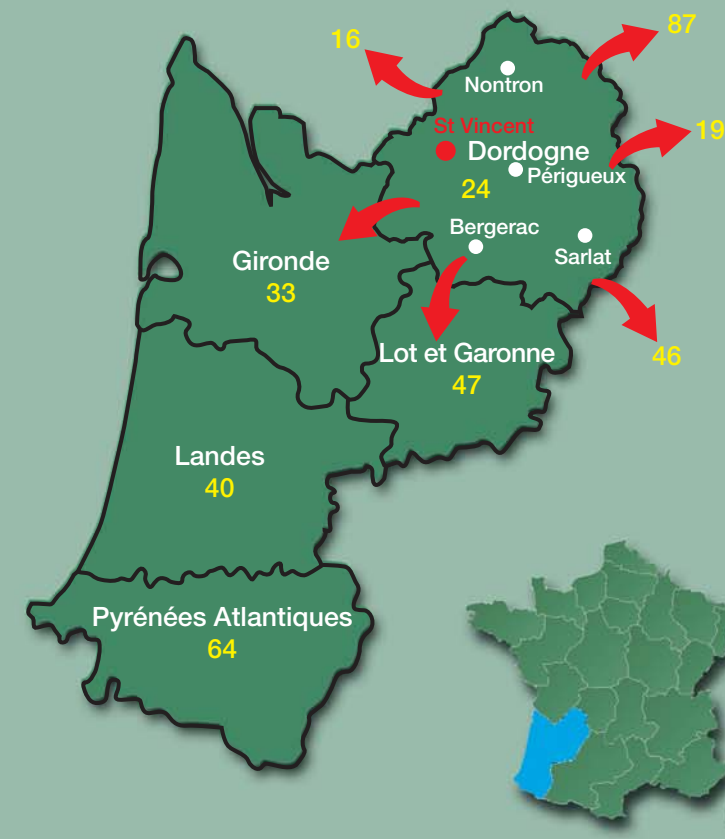 16
87
Nontron
St Vincent
19
Dordogne
Périgueux
24
Bergerac
Sarlat
Gironde
33
Lot et Garonne
47
46
Landes
40
Pyrénées Atlantiques
64